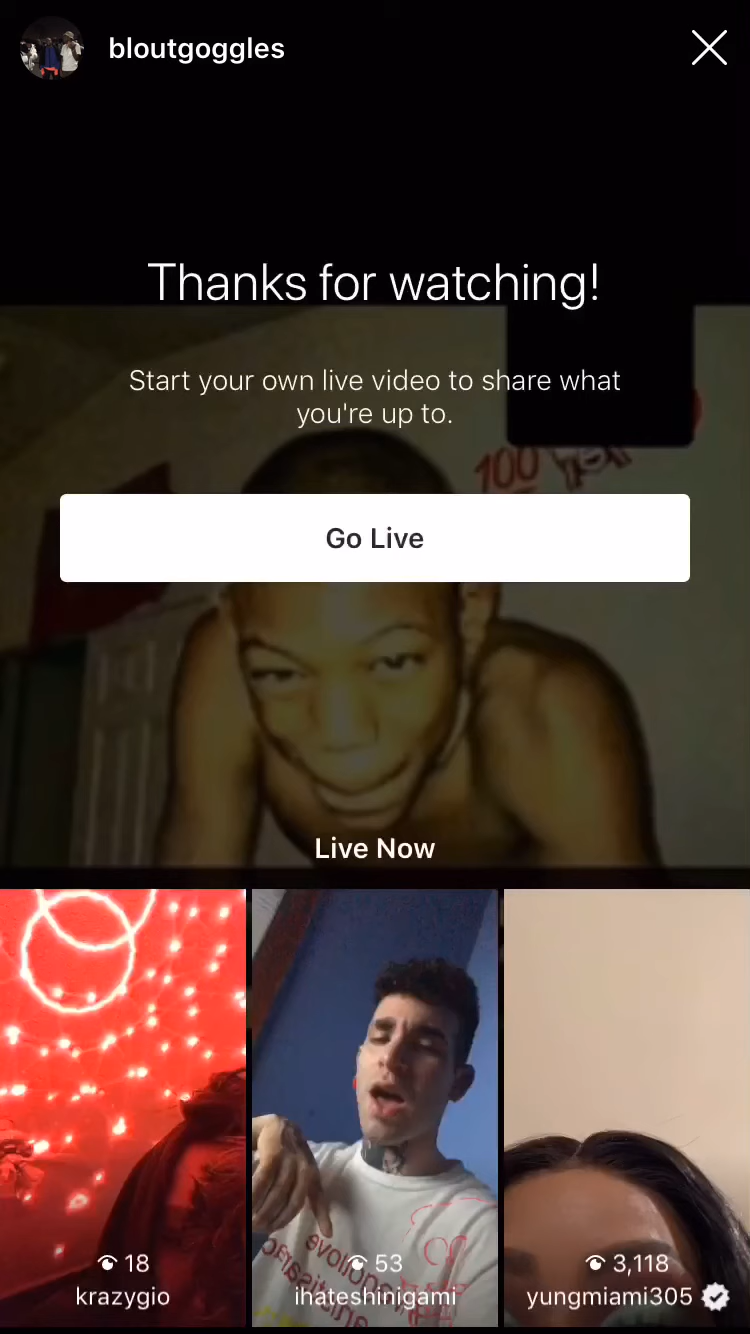 bloutgoggles
Thanks for watching!
Start your own live video to share what
you're up to.
100
Go Live
Live Now
18
53
3,118
krazygio
ihateshinigami
yungmiami305